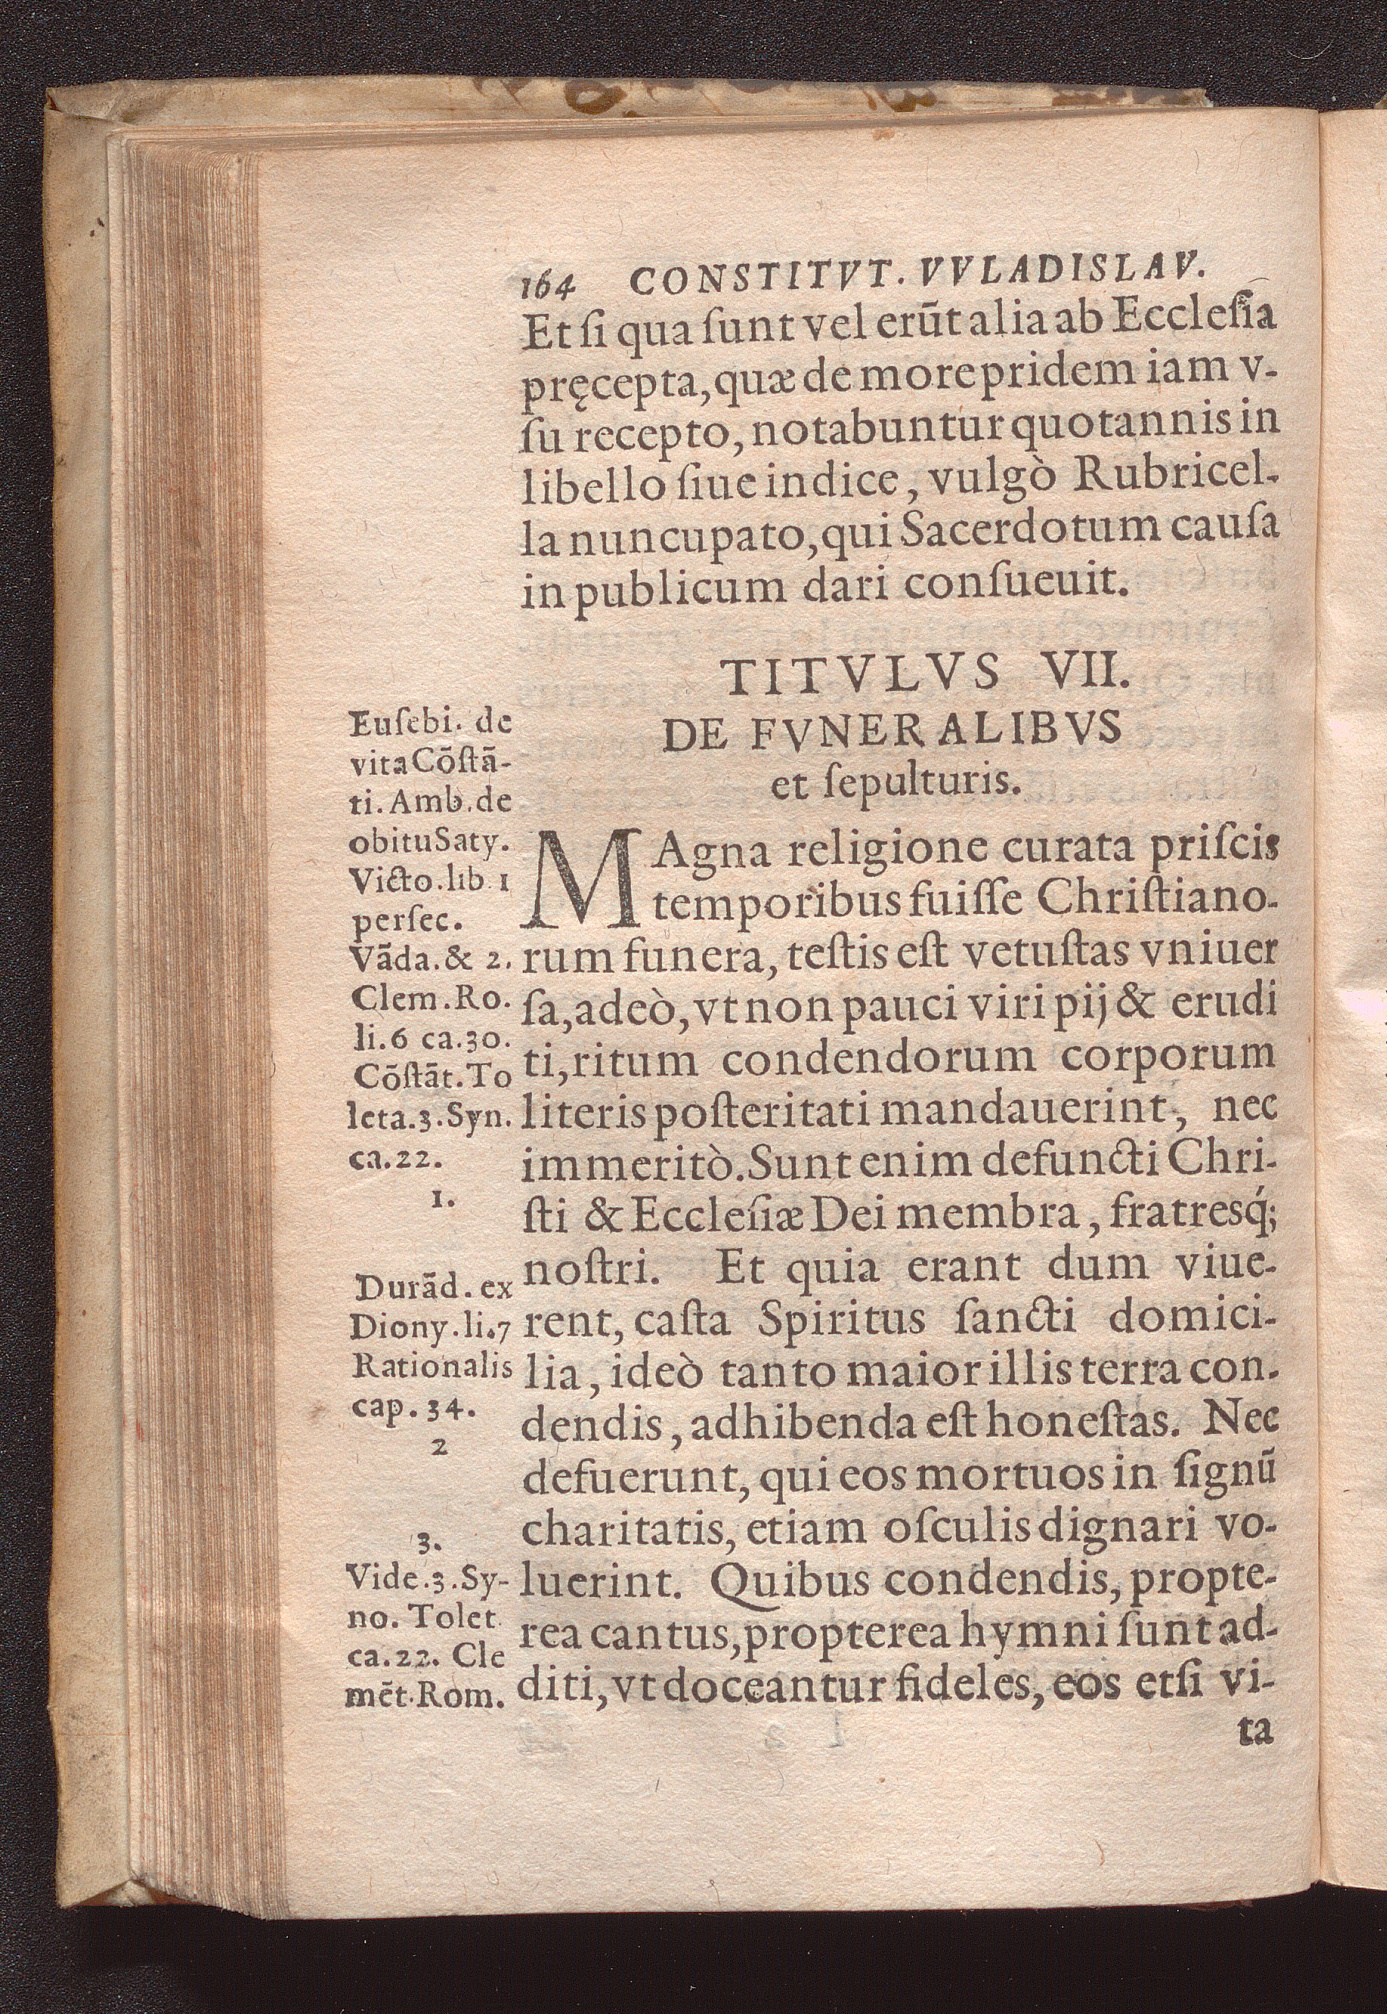 164 CONSTITVT. VVLADISLAV.
Et ſi qua ſunt vel erūt alia ab Eccleſia
pręcepta, quæ de more pridem iam v-
ſu recepto, notabuntur quotannis in
libello ſiue indice, vulgò Rubricel-
la nuncupato, qui Sacerdotum cauſa
in publicum dari conſueuit.
TITVLVS VII.
DE FVNERALIBVS
et ſepulturis.
MAgna religione curata priſcis
temporibus fuiſſe Chriſtiano-
rum funera, teſtis eſt vetuſtas vniuer
ſa, adeò, vt non pauci viri pij & erudi
ti, ritum condendorum corporum
literis poſteritati mandauerint, nec
immeritò. Sunt enim defuncti Chri-
ſti & Eccleſiæ Dei membra, fratresq́;
noſtri. Et quia erant dum viue-
rent, caſta Spiritus ſancti domici-
lia, ideò tanto maior illis terra con-
dendis, adhibenda eſt honeſtas. Nec
defuerunt, qui eos mortuos in ſignū
charitatis, etiam oſculis dignari vo-
luerint. Quibus condendis, propte-
rea cantus, propterea hymni ſunt ad-
diti, vt doceantur fideles, eos etſi vi-
ta
Euſebi. de
vita Cōſtā-
ti. Amb. de
obitu Saty.
Victo. lib. 1
perſec.
Vāda. & 2.
Clem. Ro.
li. 6 ca. 30.
Cōſtāt. To
leta. 3. Syn.
ca. 22.
1.
Durād. ex
Diony. li. 7
Rationalis
cap. 34.
2
3.
Vide. 3. Sy-
no. Tolet.
ca. 22. Cle
mēt. Rom.